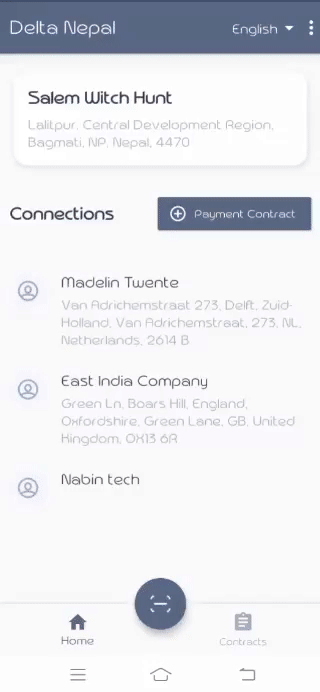 Delta Nepal
English
Salem Witch Hunt
Lalitpur, Central Development Region,
Bagmati, NP, Nepal, 4470
Connections
Payment Contract
Madelin Twente
Van Adrichemstraat 273, Delft, Zuid-
Holland, Van Adrichemstraat, 273, NL,
Netherlands, 2614 B
East India Company
Green Ln, Boars Hill, England,
Oxfordshire, Green Lane, GB, United
Kingdom, OX13 6R
Nabin tech
Home
Contracts